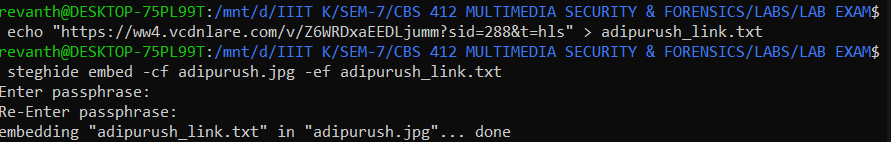 revanth@DESKTOP-75PL99T:/mnt/d/IIIT K/SEM-7/CBS 412 MULTIMEDIA SECURITY & FORENSICS/LABS/LAB EXAM$
echo "https://ww4.vcdnlare.com/v/Z6WRDxaEEDLjumm?sid=288&t=hls" > adipurush_link.txt
revanth@DESKTOP-75PL99T:/mnt/d/IIIT K/SEM-7/CBS 412 MULTIMEDIA SECURITY & FORENSICS/LABS/LAB EXAM$
steghide embed -cf adipurush.jpg -ef adipurush_link.txt
Enter passphrase:
Re-Enter passphrase:
embedding "adipurush_link.txt" in "adipurush.jpg"... done